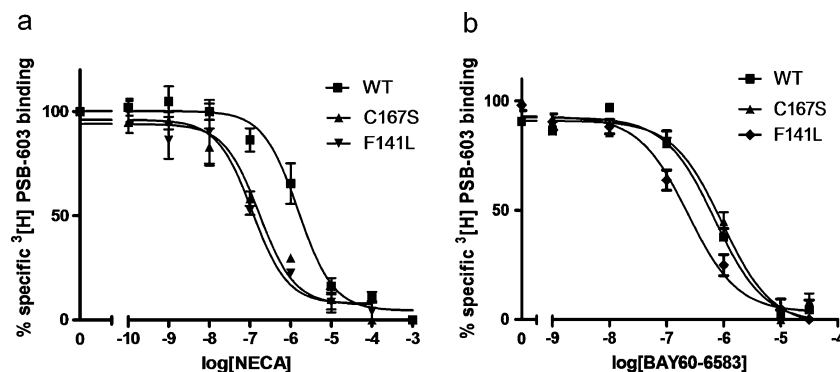 a
% specific ³[H] PSB-603 binding
100
50
0
WT
C167S
F141L
0 -10 -9 -8 -7 -6 -5 -4 -3
log[NECA]
b
% specific ³[H] PSB-603 binding
100
50
0
WT
C167S
F141L
0 -9 -8 -7 -6 -5 -4
log[BAY60-6583]